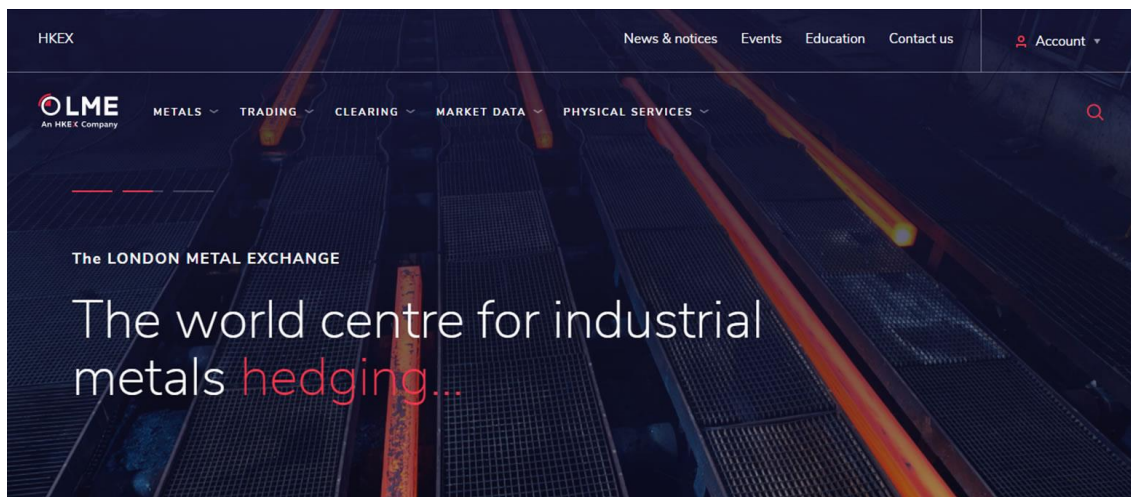 HKEX
News & notices Events Education Contact us Account
LME
An HKEX Company
METALS TRADING CLEARING MARKET DATA PHYSICAL SERVICES
The LONDON METAL EXCHANGE
The world centre for industrial
metals hedging...